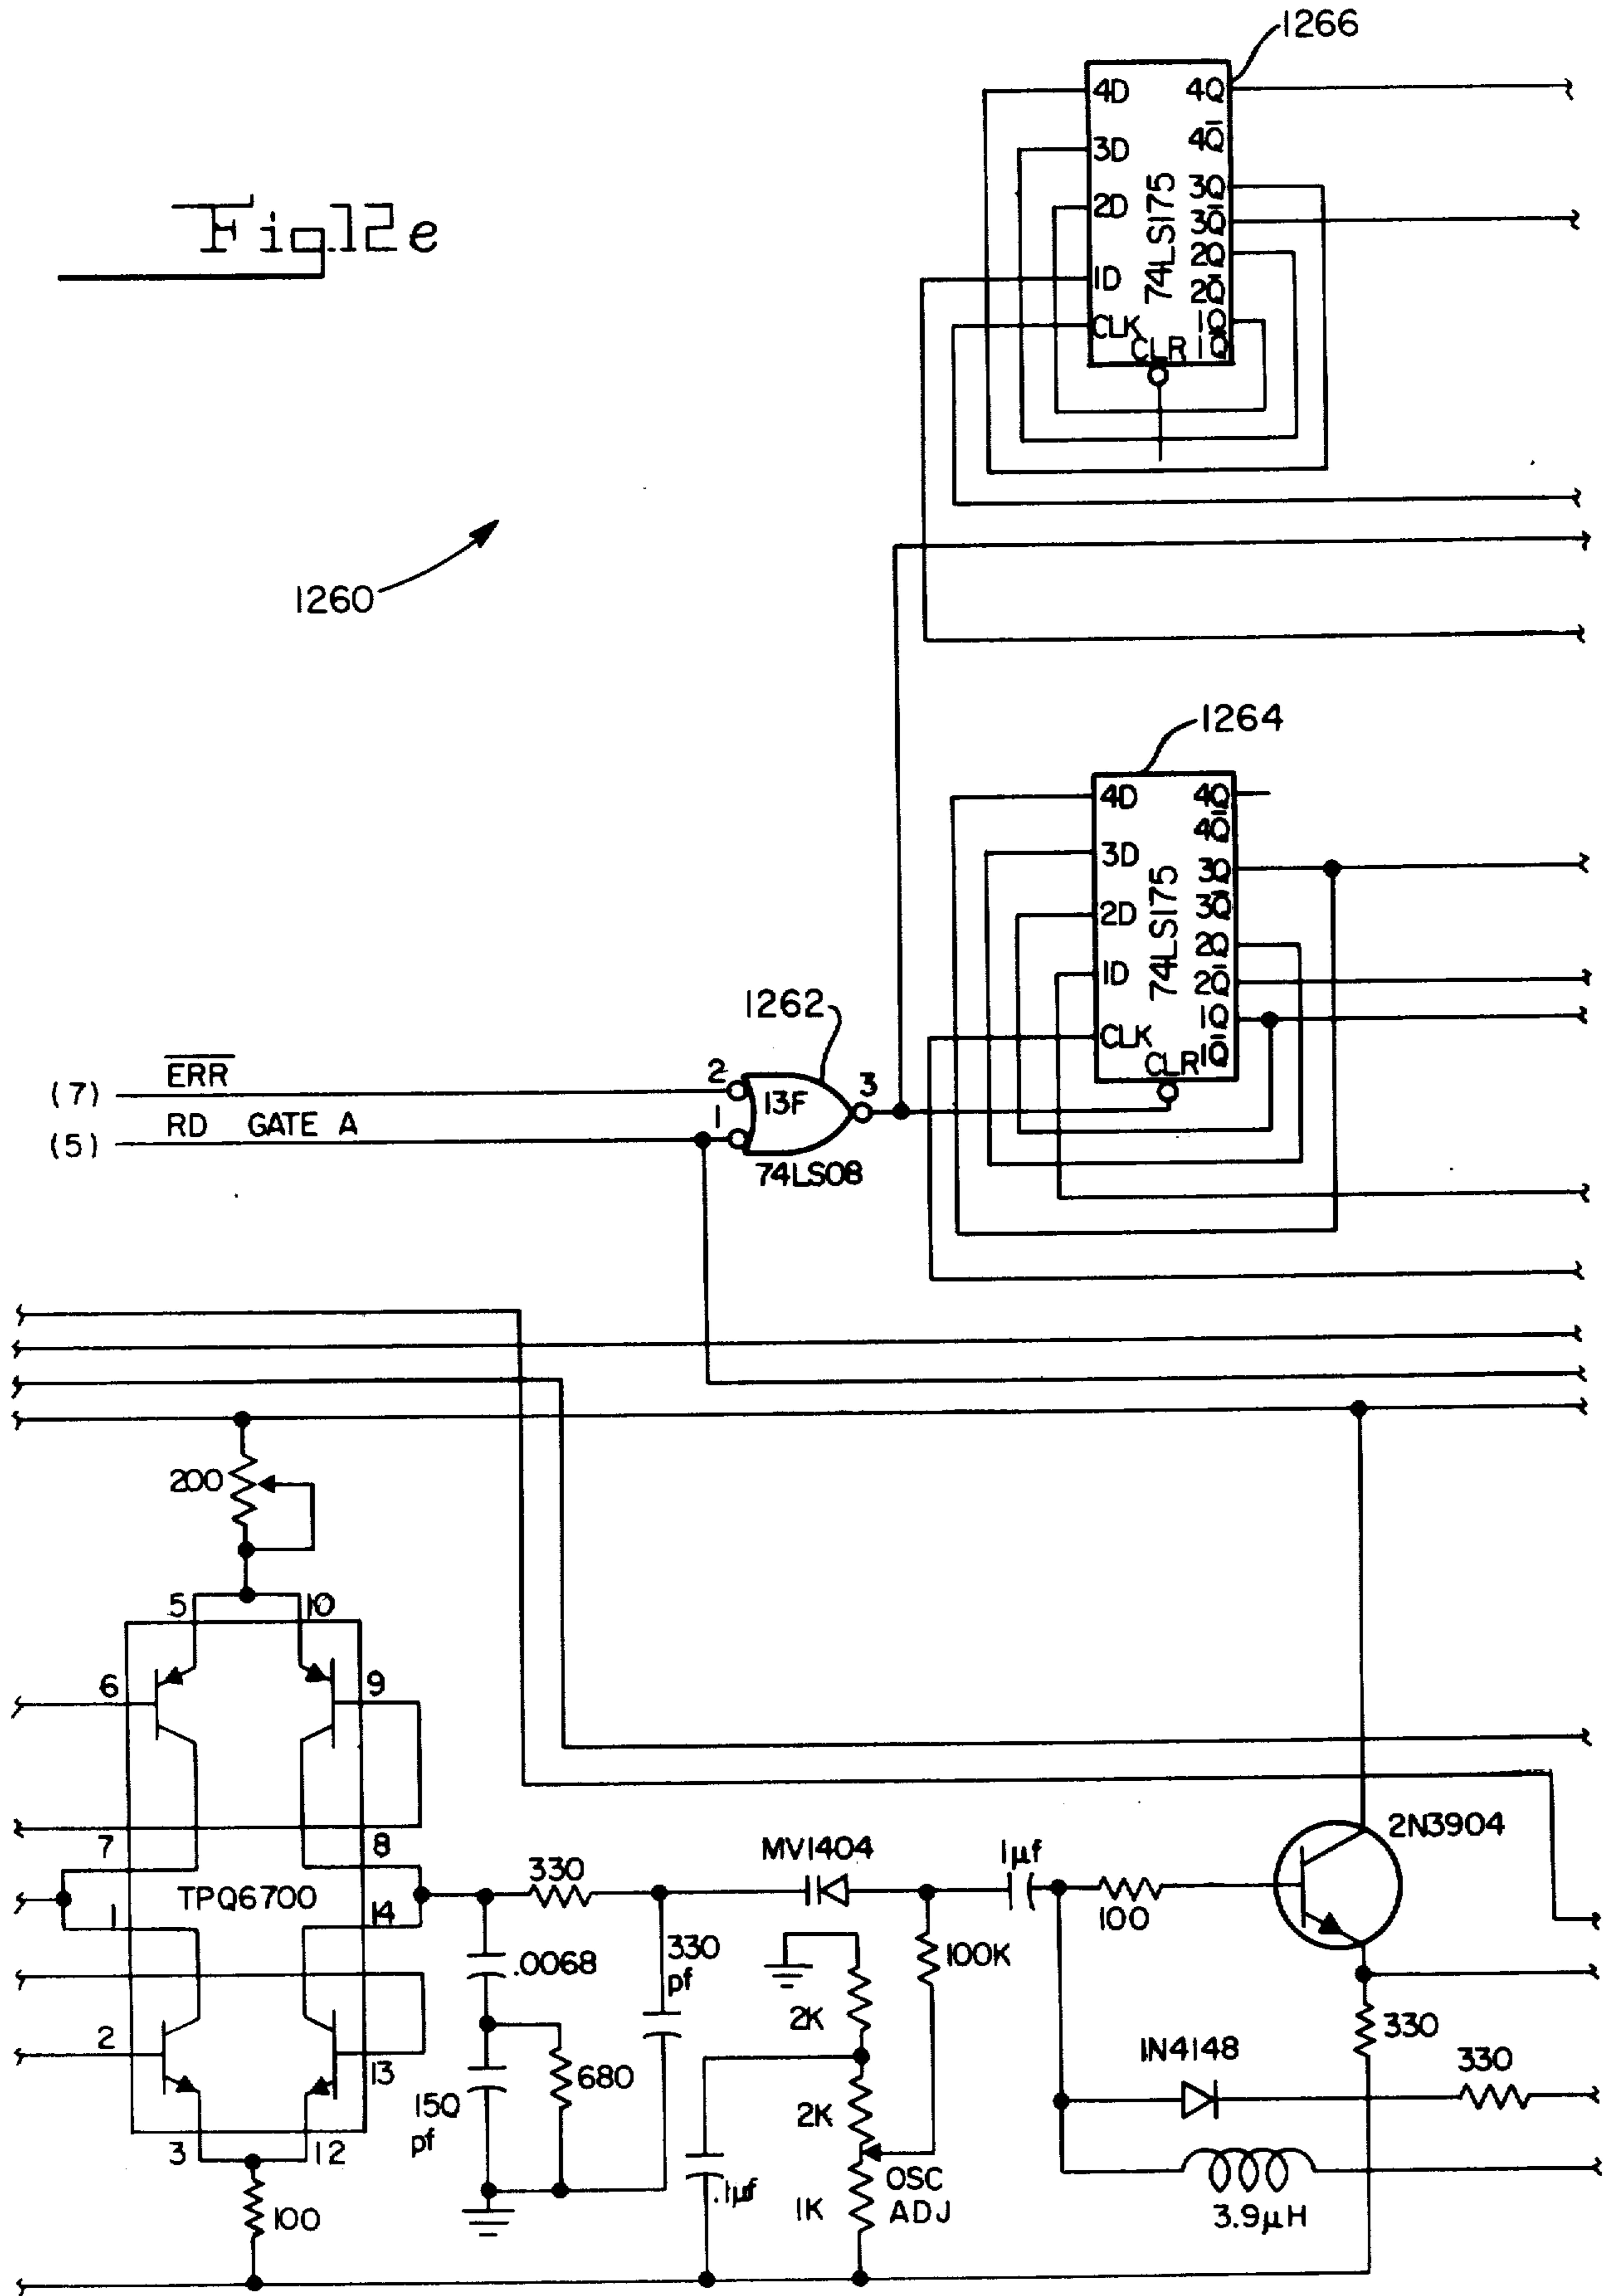 1266
4D 4Q
4Q̅
3D
3Q
2D
3Q̅
74LS175
2Q
1D
2Q̅
1Q
CLK
CLR 1Q̅
Fig.12e
1260
1264
4D 4Q
4Q̅
3D
3Q
3Q̅
2D
74LS175
2Q
1D
2Q̅
1Q
CLK
CLR 1Q̅
1262
(7) E̅R̅R̅ 2
13F 3
(5) RD GATE A 1
74LS08
200
5 10
6 9
7 8
TPQ6700
1 14
2 13
3 12
100
330
.0068
150
pf
680
330
pf
MV1404
1µf
100
2N3904
100K
2K
2K
OSC
ADJ
1K
.1µf
330
1N4148
330
3.9µH